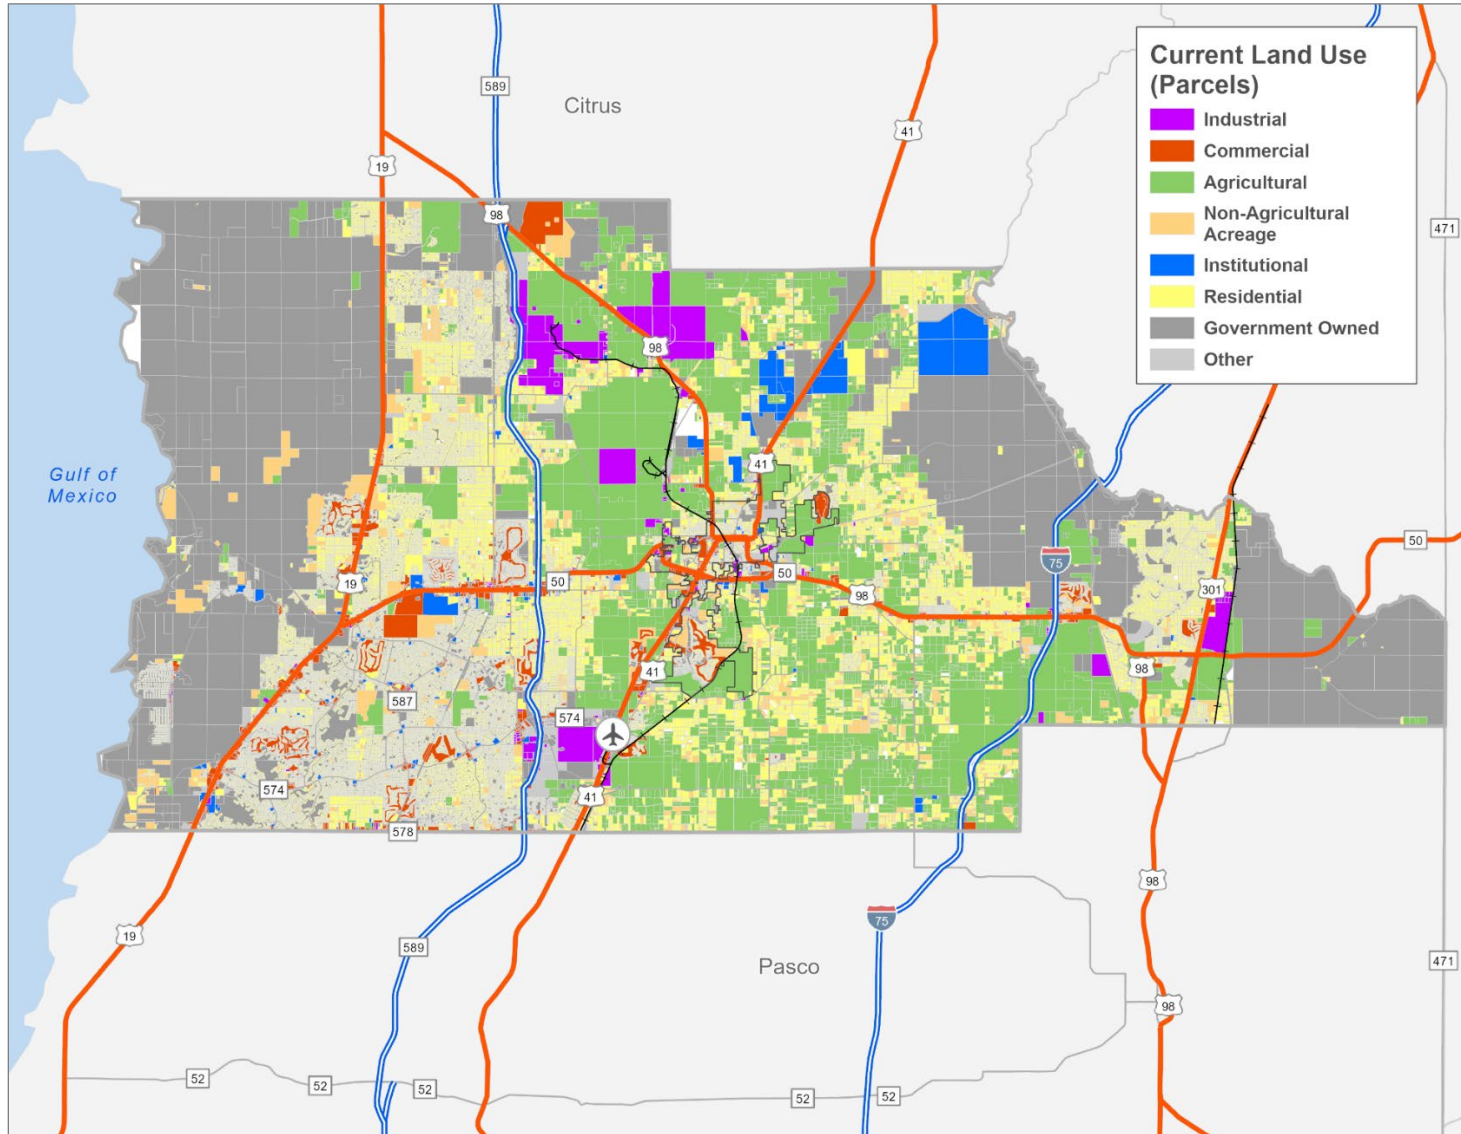 Current Land Use
(Parcels)
Industrial
Commercial
Agricultural
Non-Agricultural
Acreage
Institutional
Residential
Government Owned
Other
589
Citrus
41
19
98
471
98
Gulf of
Mexico
41
50
19
50
50
75
98
301
41
98
587
574
574
41
578
98
19
75
589
Pasco
471
98
52
52
52
52
52